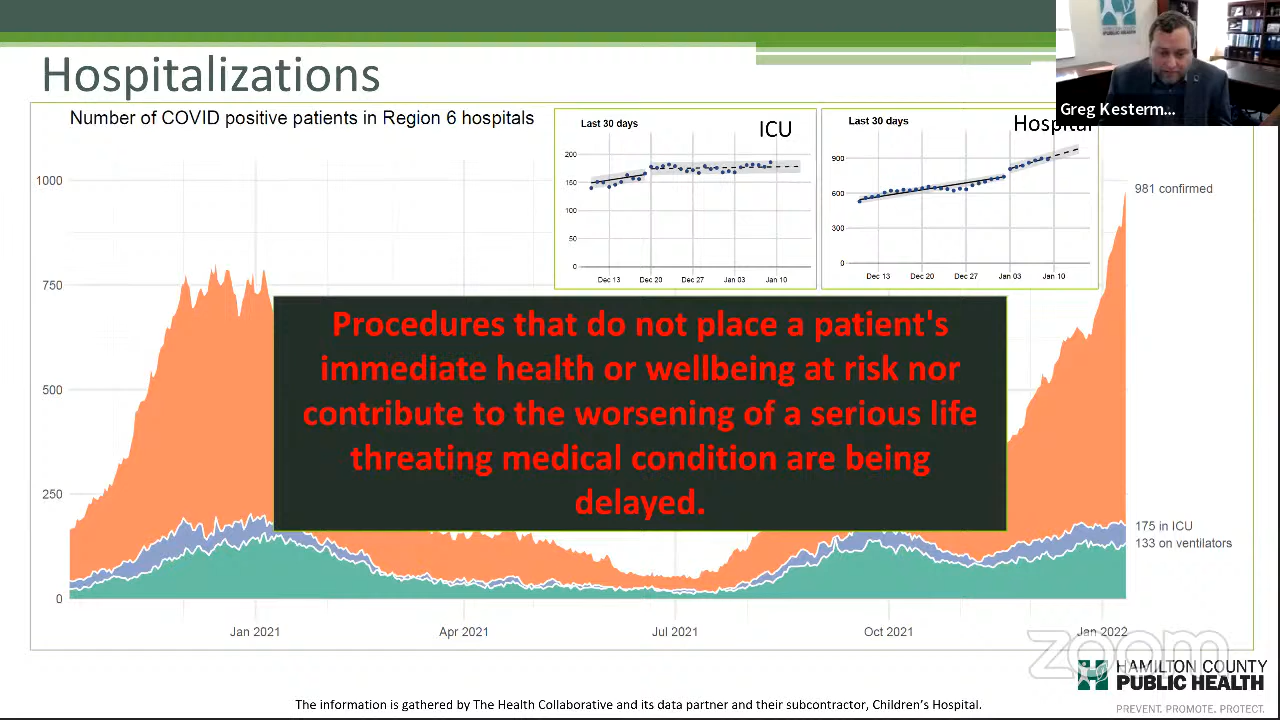 Hospitalizations
Greg Kesterm...
Number of COVID positive patients in Region 6 hospitals
Last 30 days
ICU
200
150
100
50
0
Dec 13
Dec 20
Dec 27
Jan 03
Jan 10
Last 30 days
Hospital
900
600
300
0
Dec 13
Dec 20
Dec 27
Jan 03
Jan 10
1000
750
500
250
0
981 confirmed
175 in ICU
133 on ventilators
Procedures that do not place a patient's
immediate health or wellbeing at risk nor
contribute to the worsening of a serious life
threating medical condition are being
delayed.
Jan 2021
Apr 2021
Jul 2021
Oct 2021
Jan 2022
zoom
HAMILTON COUNTY
PUBLIC HEALTH
PREVENT. PROMOTE. PROTECT.
The information is gathered by The Health Collaborative and its data partner and their subcontractor, Children's Hospital.
PUBLIC HEALTH